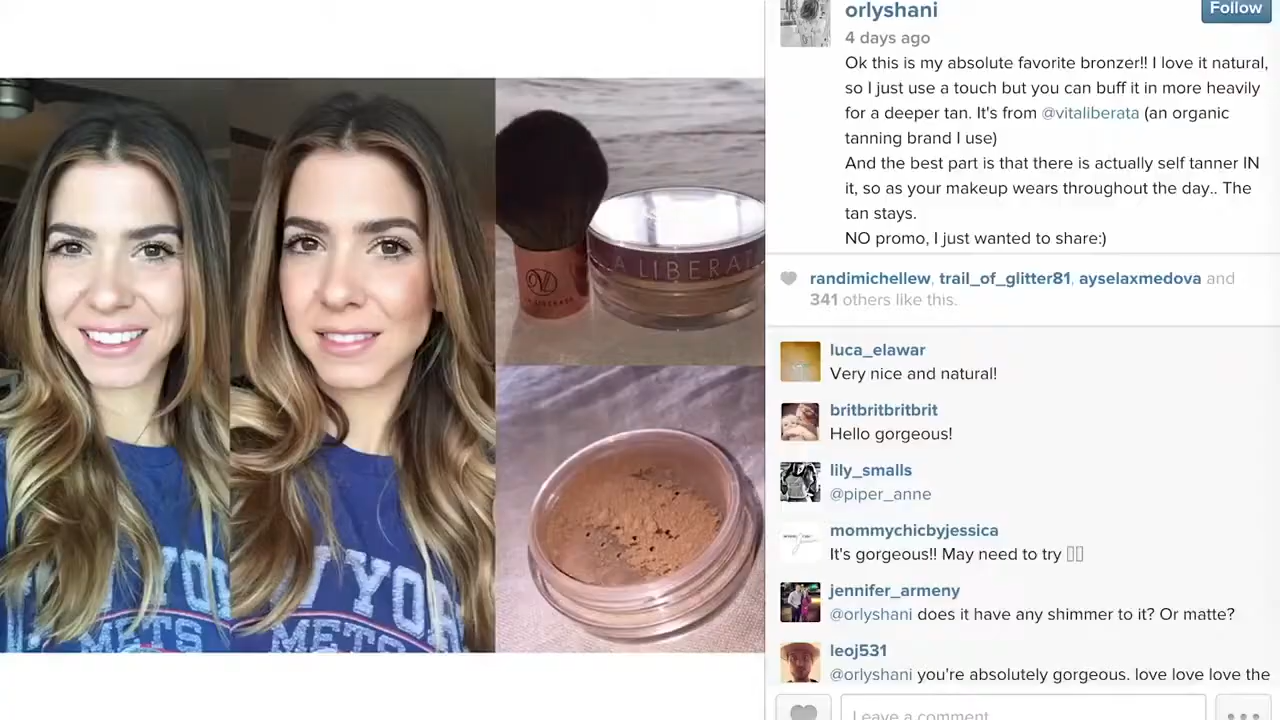 orlyshani
Follow
4 days ago
Ok this is my absolute favorite bronzer!! I love it natural,
so I just use a touch but you can buff it in more heavily
for a deeper tan. It's from @vitaliberata (an organic
tanning brand I use)
And the best part is that there is actually self tanner IN
it, so as your makeup wears throughout the day.. The
tan stays.
NO promo, I just wanted to share:)
randimichellew, trail_of_glitter81, ayselaxmedova and
341 others like this.
luca_elawar
Very nice and natural!
britbritbritbrit
Hello gorgeous!
lily_smalls
@piper_anne
mommychicbyjessica
It's gorgeous!! May need to try
jennifer_armeny
@orlyshani does it have any shimmer to it? Or matte?
leoj531
@orlyshani you're absolutely gorgeous. love love love the
Leave a comment
A LIBERAT
YORK
METS
W YOR
METS